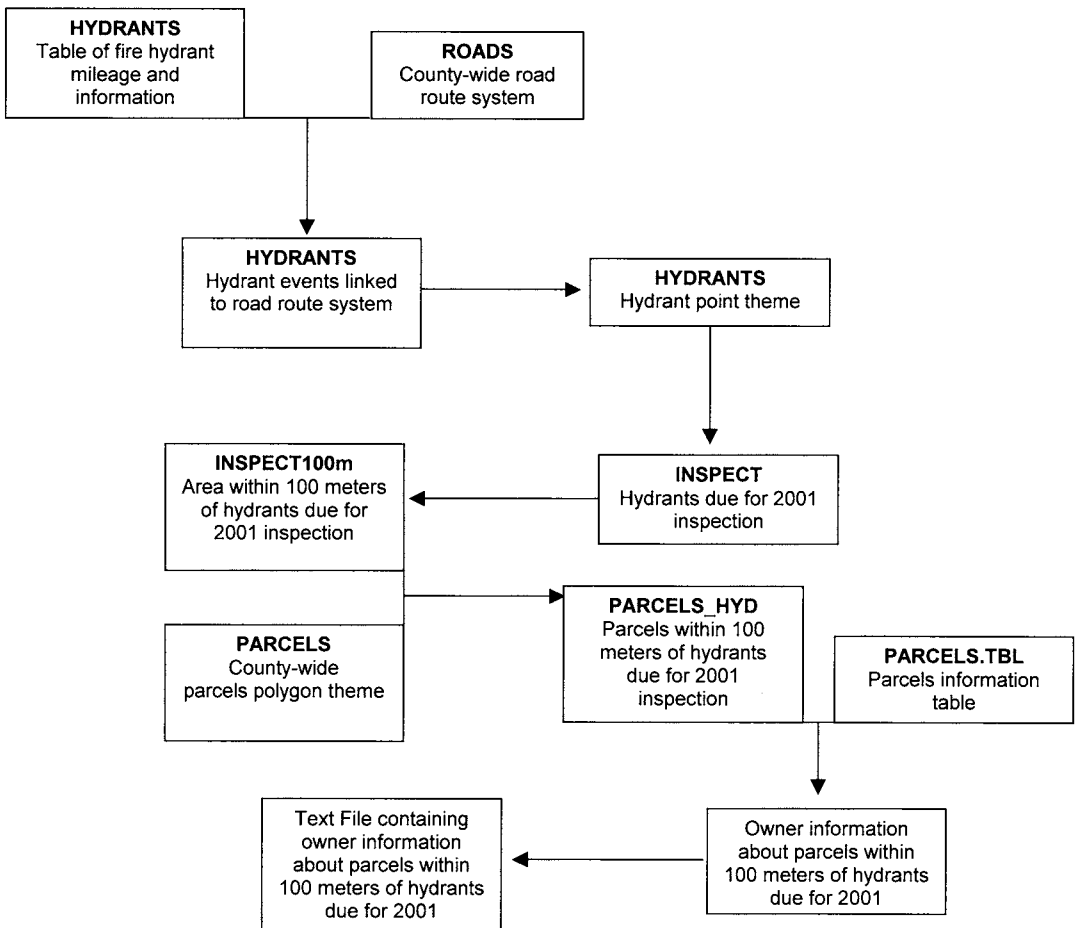 HYDRANTS
Table of fire hydrant
mileage and
information
ROADS
County-wide road
route system
HYDRANTS
Hydrant events linked
to road route system
HYDRANTS
Hydrant point theme
INSPECT100m
Area within 100 meters
of hydrants due for
2001 inspection
INSPECT
Hydrants due for 2001
inspection
PARCELS
County-wide
parcels polygon theme
PARCELS_HYD
Parcels within 100
meters of hydrants
due for 2001
inspection
PARCELS.TBL
Parcels information
table
Text File containing
owner information
about parcels within
100 meters of hydrants
due for 2001
Owner information
about parcels within
100 meters of hydrants
due for 2001